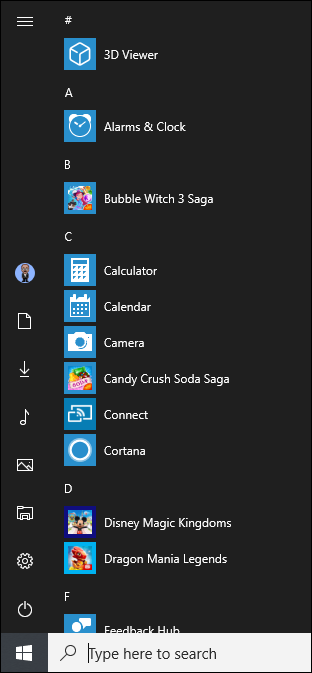 #
3D Viewer
A
Alarms & Clock
B
Bubble Witch 3 Saga
C
Calculator
Calendar
Camera
Candy Crush Soda Saga
Connect
Cortana
D
Disney Magic Kingdoms
Dragon Mania Legends
F
Feedback Hub
Type here to search